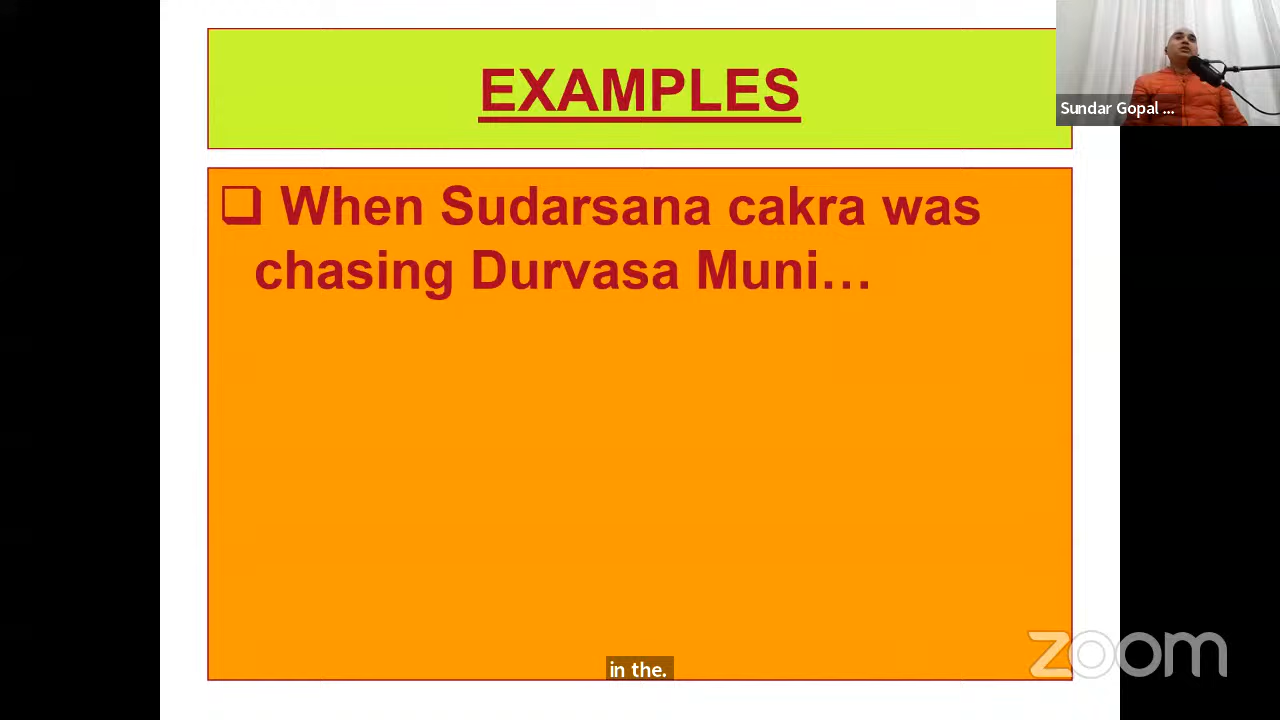 EXAMPLES
Sundar Gopal ...
When Sudarsana cakra was
chasing Durvasa Muni…
in the.
zoom